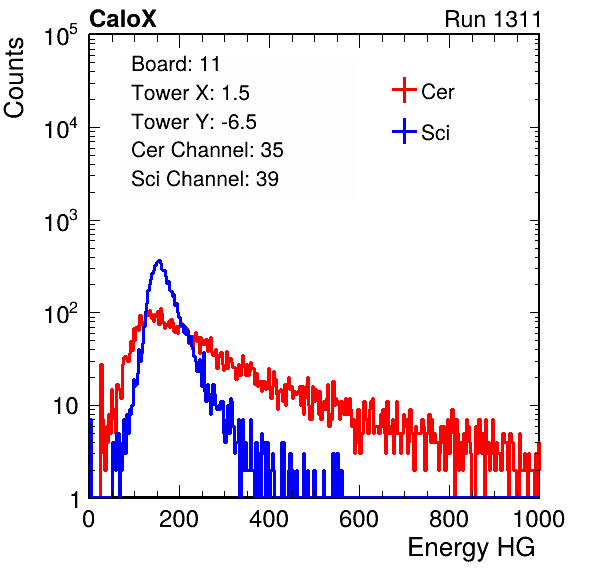 CaloX Run 1311
Counts
10^5
10^4
10^3
10^2
10
1
Board: 11
Tower X: 1.5
Tower Y: -6.5
Cer Channel: 35
Sci Channel: 39
Cer
Sci
0 200 400 600 800 1000
Energy HG